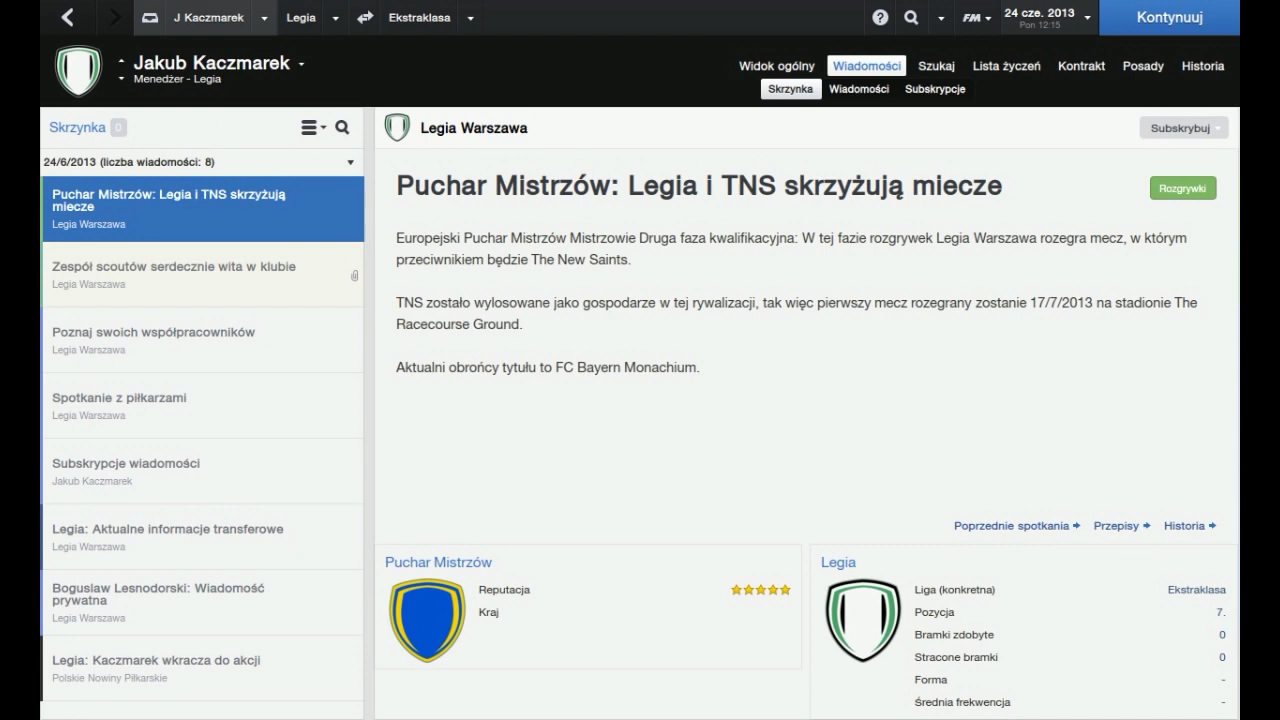 J Kaczmarek
Legia
Ekstraklasa
?
FM
24 cze. 2013
Pon 12:15
Kontynuuj
Jakub Kaczmarek
Menedżer - Legia
Widok ogólny
Wiadomości
Szukaj
Lista życzeń
Kontrakt
Posady
Historia
Skrzynka
Wiadomości
Subskrypcje
Skrzynka 0
24/6/2013 (liczba wiadomości: 8)
Puchar Mistrzów: Legia i TNS skrzyżują
miecze
Legia Warszawa
Zespół scoutów serdecznie wita w klubie
Legia Warszawa
Poznaj swoich współpracowników
Legia Warszawa
Spotkanie z piłkarzami
Legia Warszawa
Subskrypcje wiadomości
Jakub Kaczmarek
Legia: Aktualne informacje transferowe
Legia Warszawa
Boguslaw Lesnodorski: Wiadomość
prywatna
Legia Warszawa
Legia: Kaczmarek wkracza do akcji
Polskie Nowiny Piłkarskie
Legia Warszawa
Subskrybuj
Puchar Mistrzów: Legia i TNS skrzyżują miecze
Rozgrywki
Europejski Puchar Mistrzów Mistrzowie Druga faza kwalifikacyjna: W tej fazie rozgrywek Legia Warszawa rozegra mecz, w którym
przeciwnikiem będzie The New Saints.
TNS zostało wylosowane jako gospodarze w tej rywalizacji, tak więc pierwszy mecz rozegrany zostanie 17/7/2013 na stadionie The
Racecourse Ground.
Aktualni obrońcy tytułu to FC Bayern Monachium.
Poprzednie spotkania
Przepisy
Historia
Puchar Mistrzów
Reputacja
Kraj
Legia
Liga (konkretna) Ekstraklasa
Pozycja 7.
Bramki zdobyte 0
Stracone bramki 0
Forma -
Średnia frekwencja -